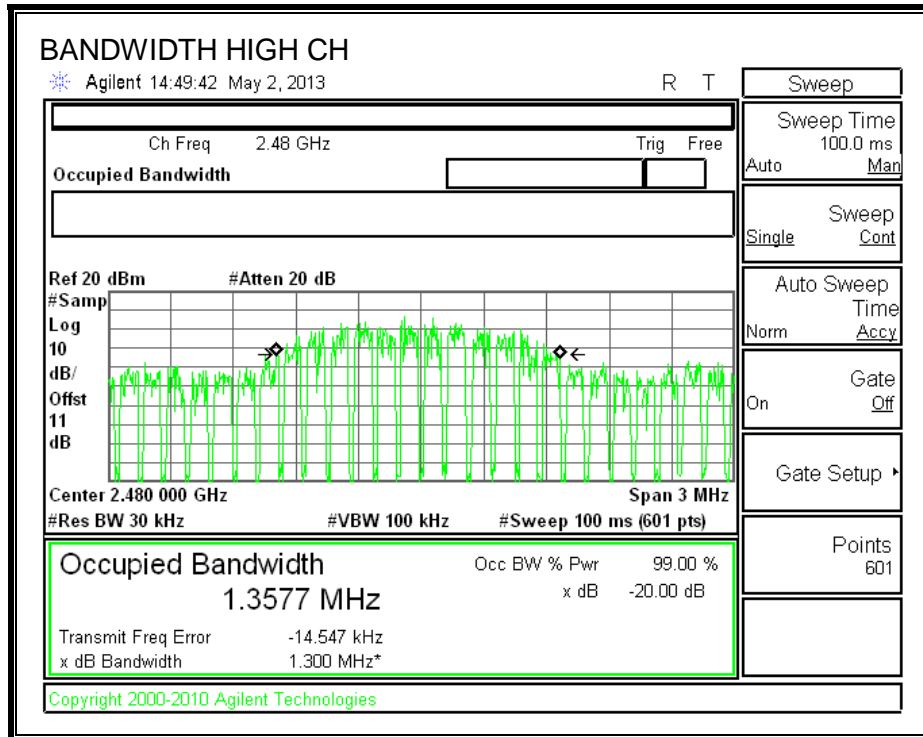 BANDWIDTH HIGH CH
Agilent 14:49:42 May 2, 2013 R T
Ch Freq 2.48 GHz Trig Free
Occupied Bandwidth
Ref 20 dBm #Atten 20 dB
#Samp
Log
10
dB/
Offst
11
dB
Center 2.480 000 GHz Span 3 MHz
#Res BW 30 kHz #VBW 100 kHz #Sweep 100 ms (601 pts)
Occupied Bandwidth Occ BW % Pwr 99.00 %
1.3577 MHz x dB -20.00 dB
Transmit Freq Error -14.547 kHz
x dB Bandwidth 1.300 MHz*
Copyright 2000-2010 Agilent Technologies
Sweep
Sweep Time
100.0 ms
Auto Man
Sweep
Single Cont
Auto Sweep
Time
Norm Accy
Gate
On Off
Gate Setup
Points
601